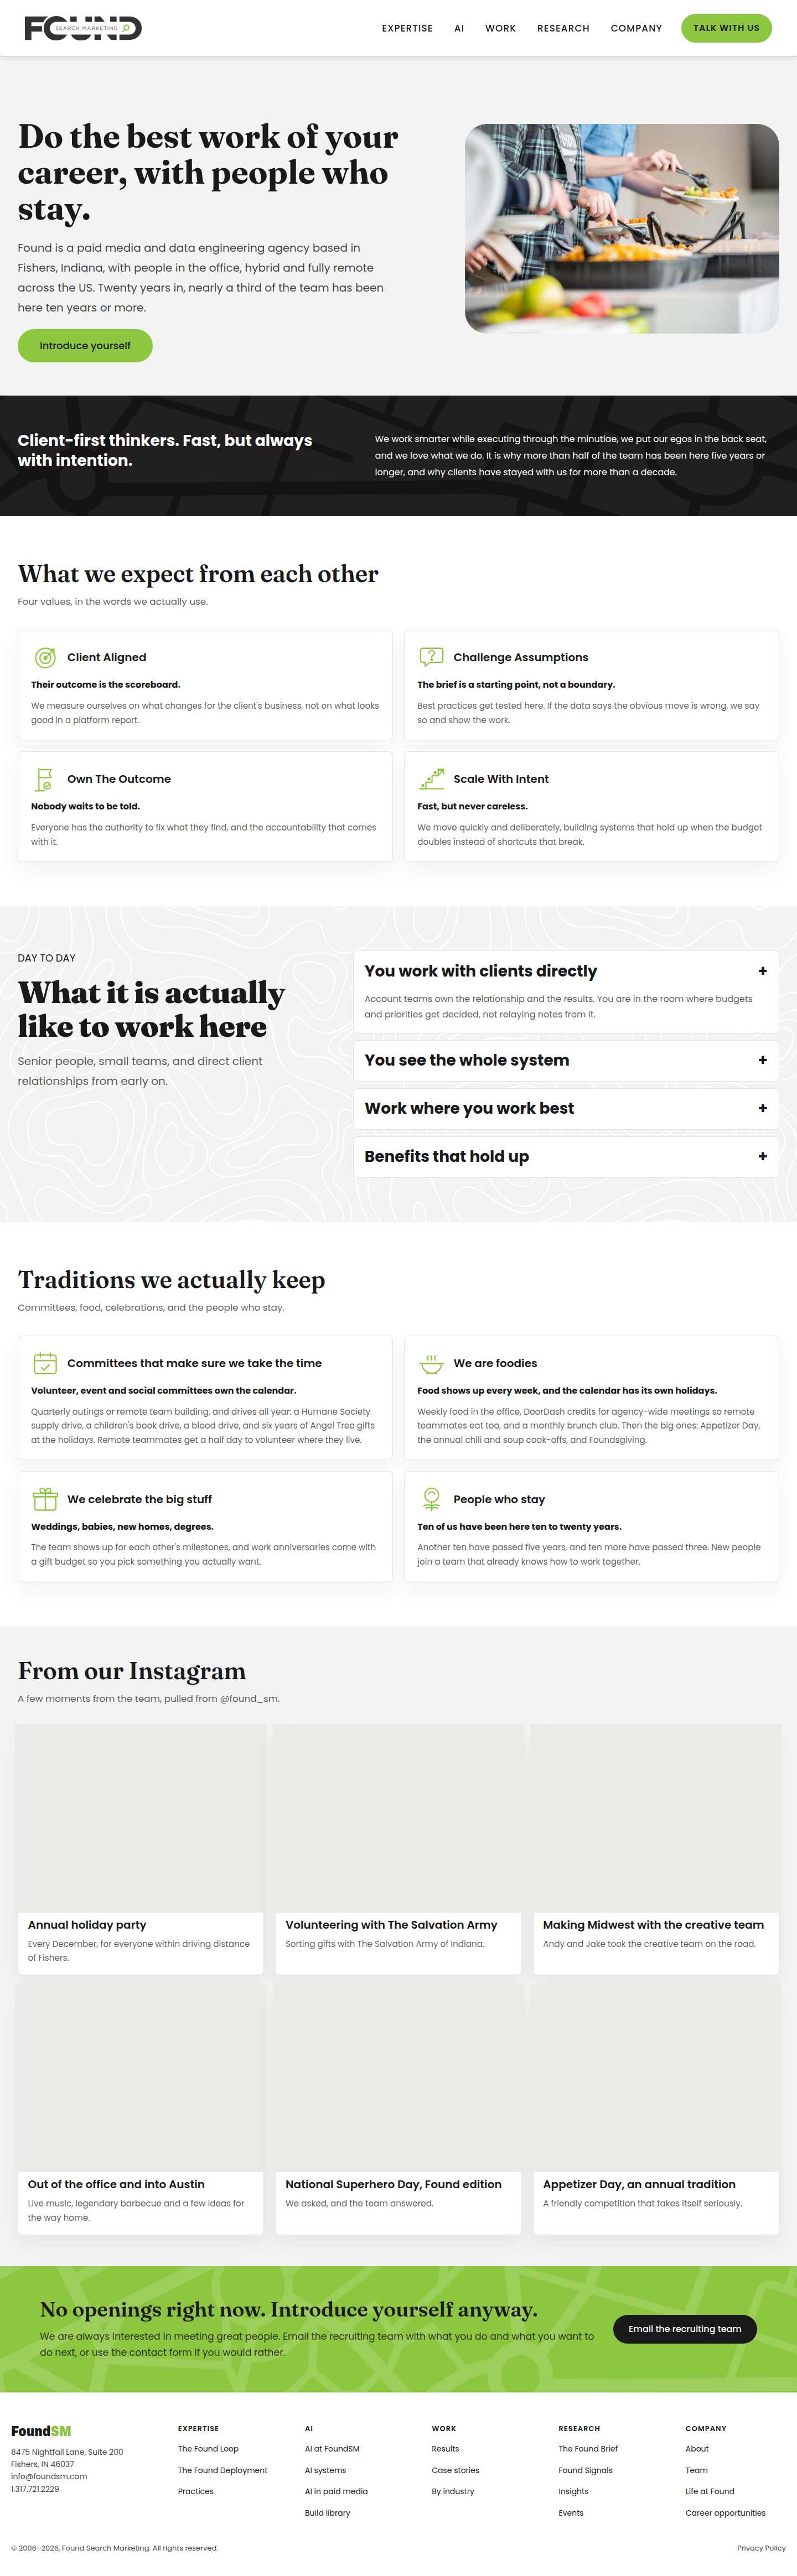 FOUND
SEARCH MARKETING
EXPERTISE AI WORK RESEARCH COMPANY TALK WITH US
Do the best work of your
career, with people who
stay.
Found is a paid media and data engineering agency based in
Fishers, Indiana, with people in the office, hybrid and fully remote
across the US. Twenty years in, nearly a third of the team has been
here ten years or more.
Introduce yourself
Client-first thinkers. Fast, but always
with intention.
We work smarter while executing through the minutiae, we put our egos in the back seat,
and we love what we do. It is why more than half of the team has been here five years or
longer, and why clients have stayed with us for more than a decade.
What we expect from each other
Four values, in the words we actually use.
Client Aligned
Their outcome is the scoreboard.
We measure ourselves on what changes for the client's business, not on what looks
good in a platform report.
Challenge Assumptions
The brief is a starting point, not a boundary.
Best practices get tested here. If the data says the obvious move is wrong, we say
so and show the work.
Own The Outcome
Nobody waits to be told.
Everyone has the authority to fix what they find, and the accountability that comes
with it.
Scale With Intent
Fast, but never careless.
We move quickly and deliberately, building systems that hold up when the budget
doubles instead of shortcuts that break.
DAY TO DAY
What it is actually
like to work here
Senior people, small teams, and direct client
relationships from early on.
You work with clients directly +
Account teams own the relationship and the results. You are in the room where budgets
and priorities get decided, not relaying notes from it.
You see the whole system +
Work where you work best +
Benefits that hold up +
Traditions we actually keep
Committees, food, celebrations, and the people who stay.
Committees that make sure we take the time
Volunteer, event and social committees own the calendar.
Quarterly outings or remote team building, and drives all year: a Humane Society
supply drive, a children's book drive, a blood drive, and six years of Angel Tree gifts
at the holidays. Remote teammates get a half day to volunteer where they live.
We are foodies
Food shows up every week, and the calendar has its own holidays.
Weekly food in the office, DoorDash credits for agency-wide meetings so remote
teammates eat too, and a monthly brunch club. Then the big ones: Appetizer Day,
the annual chili and soup cook-offs, and Foundsgiving.
We celebrate the big stuff
Weddings, babies, new homes, degrees.
The team shows up for each other's milestones, and work anniversaries come with
a gift budget so you pick something you actually want.
People who stay
Ten of us have been here ten to twenty years.
Another ten have passed five years, and ten more have passed three. New people
join a team that already knows how to work together.
From our Instagram
A few moments from the team, pulled from @found_sm.
Annual holiday party
Every December, for everyone within driving distance
of Fishers.
Volunteering with The Salvation Army
Sorting gifts with The Salvation Army of Indiana.
Making Midwest with the creative team
Andy and Jake took the creative team on the road.
Out of the office and into Austin
Live music, legendary barbecue and a few ideas for
the way home.
National Superhero Day, Found edition
We asked, and the team answered.
Appetizer Day, an annual tradition
A friendly competition that takes itself seriously.
No openings right now. Introduce yourself anyway.
We are always interested in meeting great people. Email the recruiting team with what you do and what you want to
do next, or use the contact form if you would rather.
Email the recruiting team
FoundSM
8475 Nightfall Lane, Suite 200
Fishers, IN 46037
info@foundsm.com
1.317.721.2229
EXPERTISE
The Found Loop
The Found Deployment
Practices
AI
AI at FoundSM
AI systems
AI in paid media
Build library
WORK
Results
Case stories
By industry
RESEARCH
The Found Brief
Found Signals
Insights
Events
COMPANY
About
Team
Life at Found
Career opportunities
© 2006–2026, Found Search Marketing. All rights reserved.
Privacy Policy